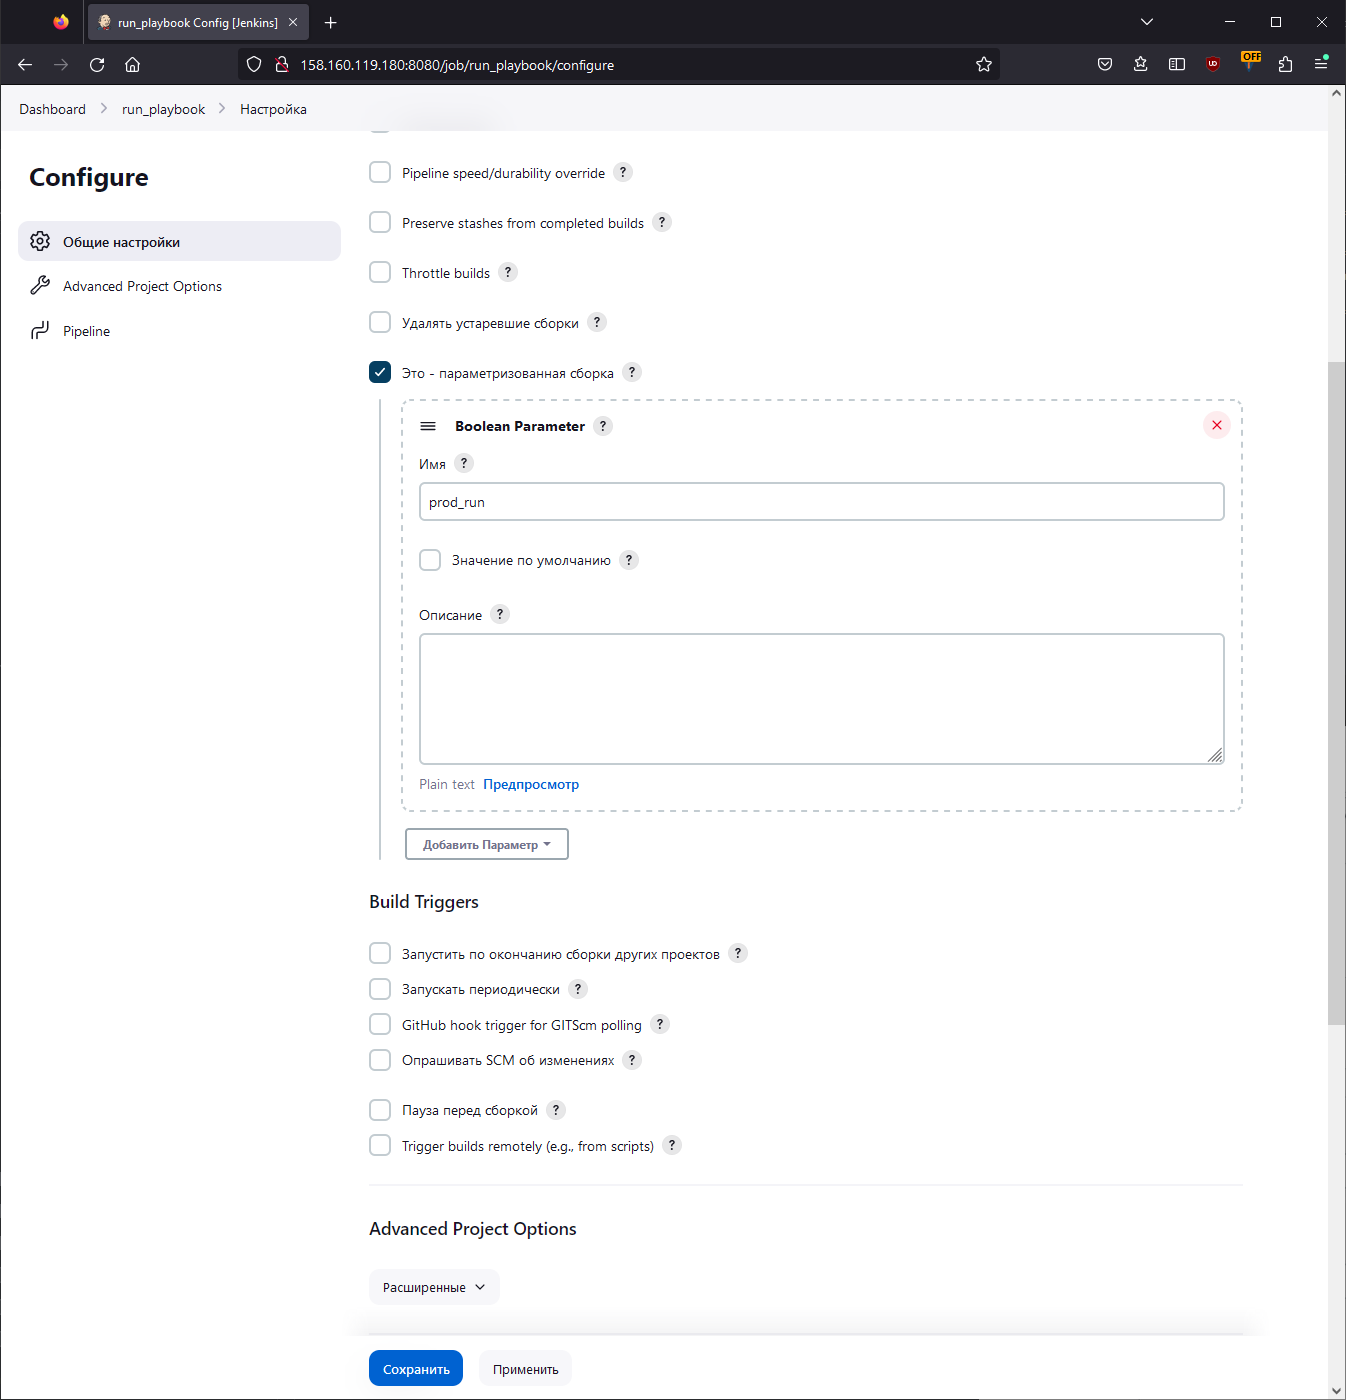 run_playbook Config [Jenkins]
158.160.119.180:8080/job/run_playbook/configure
OFF
Dashboard run_playbook Настройка
Configure
Общие настройки
Advanced Project Options
Pipeline
Pipeline speed/durability override ?
Preserve stashes from completed builds ?
Throttle builds ?
Удалять устаревшие сборки ?
Это - параметризованная сборка ?
Boolean Parameter ?
Имя ?
prod_run
Значение по умолчанию ?
Описание ?
Plain text Предпросмотр
Добавить Параметр
Build Triggers
Запустить по окончанию сборки других проектов ?
Запускать периодически ?
GitHub hook trigger for GITScm polling ?
Опрашивать SCM об изменениях ?
Пауза перед сборкой ?
Trigger builds remotely (e.g., from scripts) ?
Advanced Project Options
Расширенные
Сохранить Применить